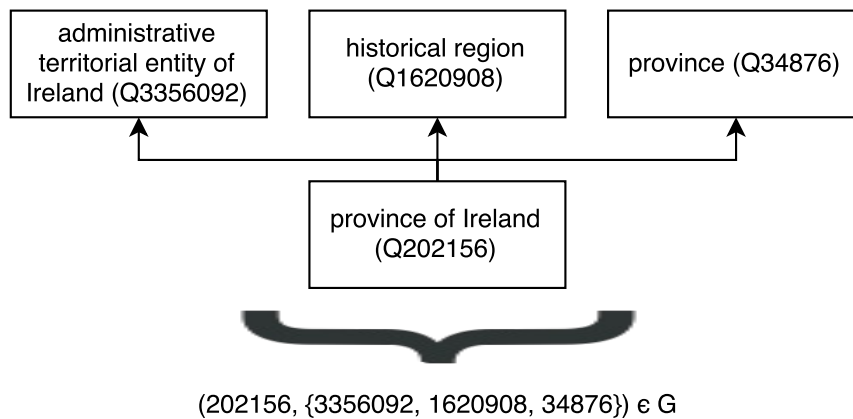 administrative
territorial entity of
Ireland (Q3356092)
historical region
(Q1620908)
province (Q34876)
province of Ireland
(Q202156)
(202156, {3356092, 1620908, 34876}) є G